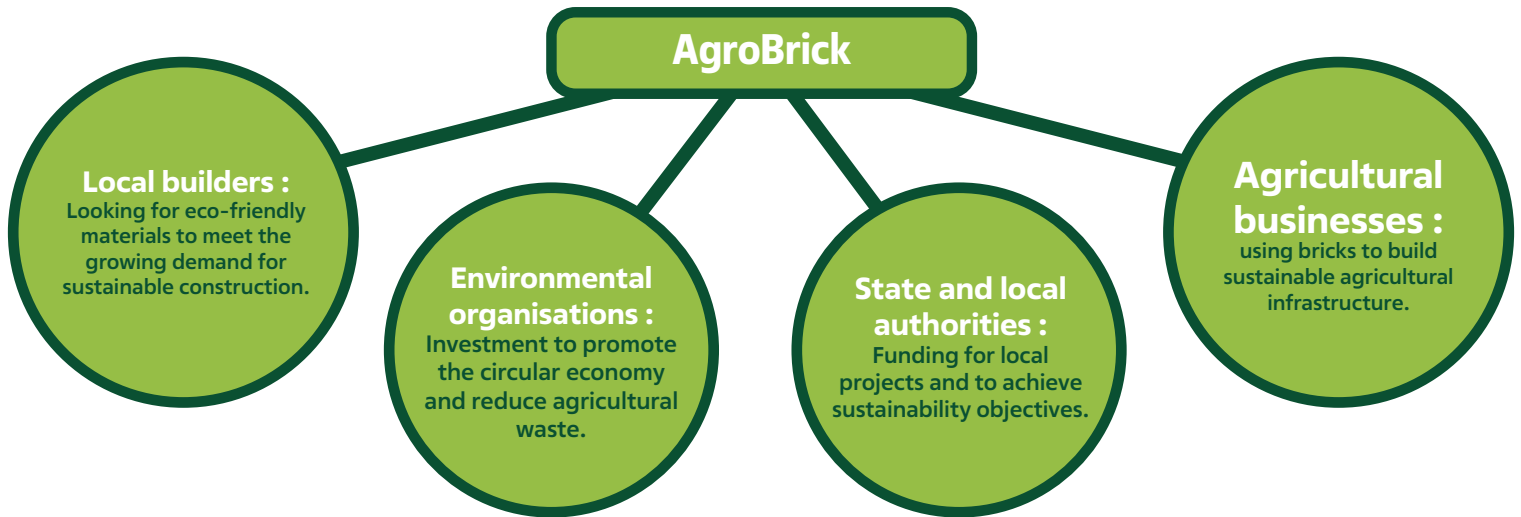 AgroBrick
Local builders :
Looking for eco-friendly
materials to meet the
growing demand for
sustainable construction.
Environmental
organisations :
Investment to promote
the circular economy
and reduce agricultural
waste.
State and local
authorities :
Funding for local
projects and to achieve
sustainability objectives.
Agricultural
businesses :
using bricks to build
sustainable agricultural
infrastructure.